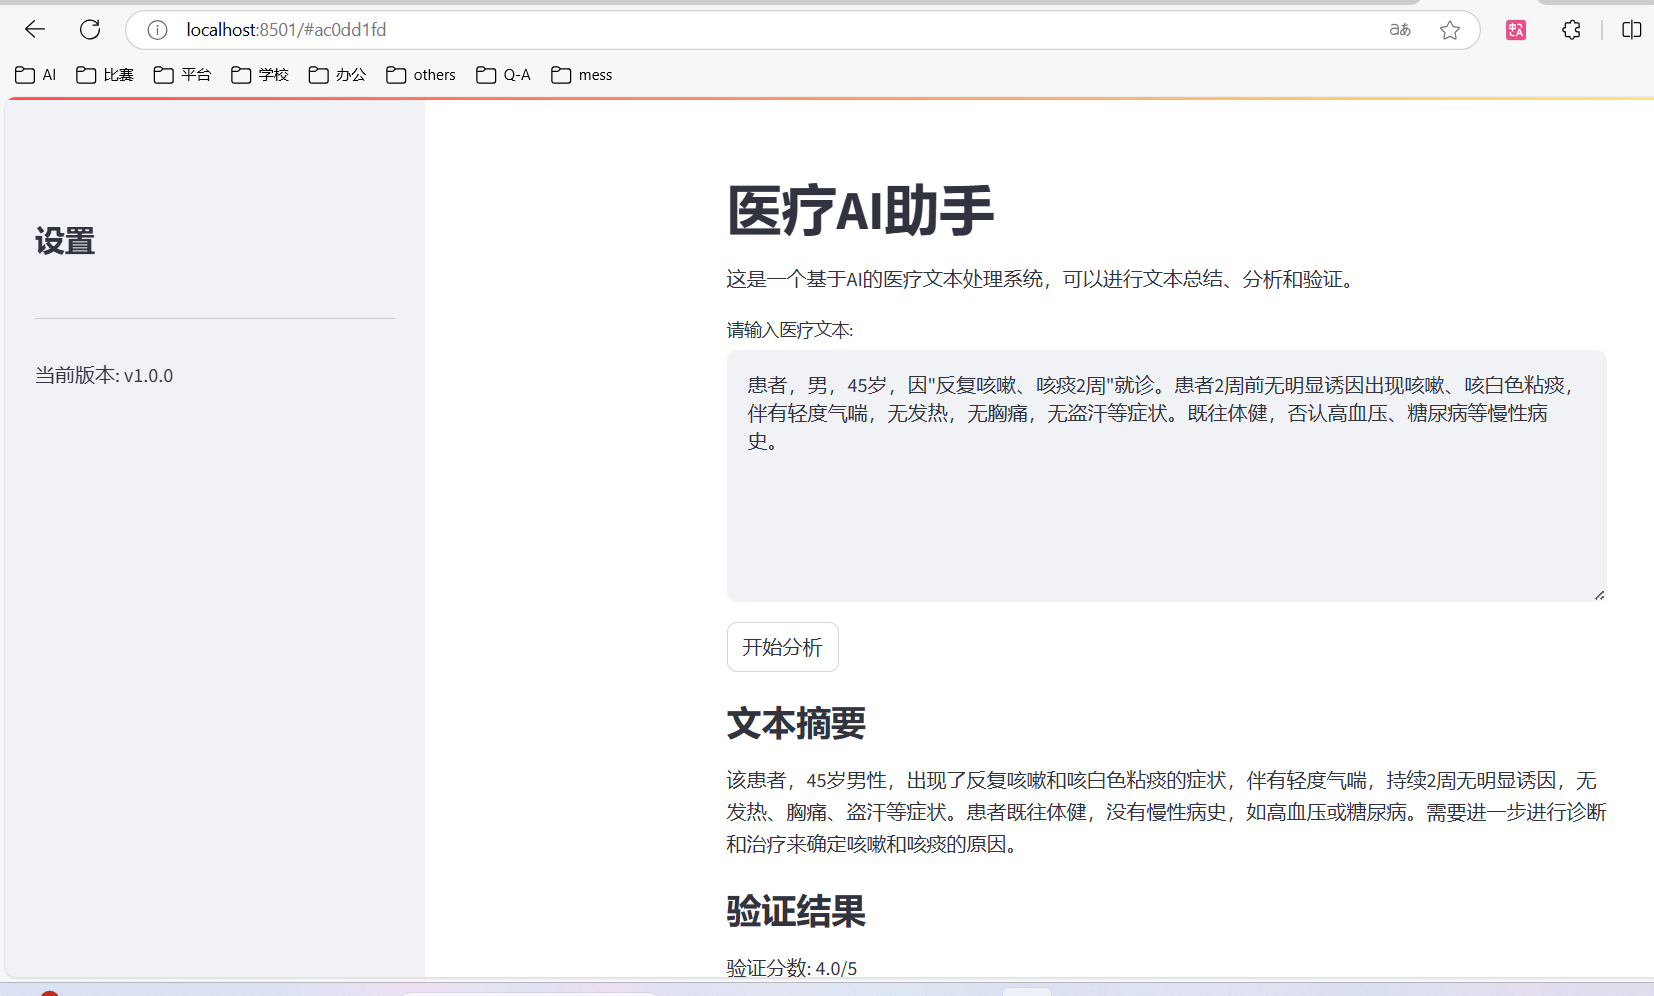 localhost:8501/#ac0dd1fd
aあ
AI 比赛 平台 学校 办公 others Q-A mess
设置
当前版本: v1.0.0
医疗AI助手
这是一个基于AI的医疗文本处理系统，可以进行文本总结、分析和验证。
请输入医疗文本:
患者，男，45岁，因"反复咳嗽、咳痰2周"就诊。患者2周前无明显诱因出现咳嗽、咳白色粘痰，
伴有轻度气喘，无发热，无胸痛，无盗汗等症状。既往体健，否认高血压、糖尿病等慢性病
史。
开始分析
文本摘要
该患者，45岁男性，出现了反复咳嗽和咳白色粘痰的症状，伴有轻度气喘，持续2周无明显诱因，无
发热、胸痛、盗汗等症状。患者既往体健，没有慢性病史，如高血压或糖尿病。需要进一步进行诊断
和治疗来确定咳嗽和咳痰的原因。
验证结果
验证分数: 4.0/5